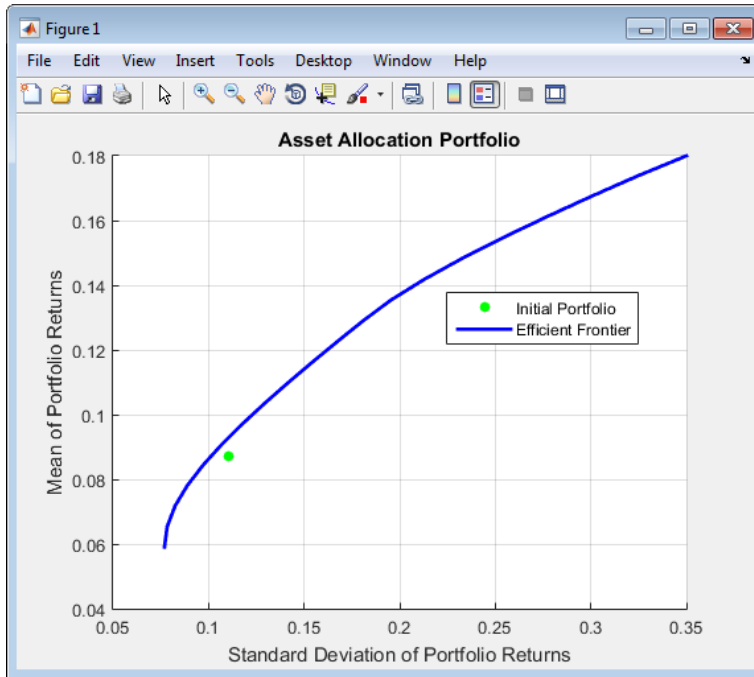 Figure 1
File Edit View Insert Tools Desktop Window Help
Asset Allocation Portfolio
0.18
0.16
0.14
0.12
0.1
0.08
0.06
0.04
Mean of Portfolio Returns
Initial Portfolio
Efficient Frontier
0.05 0.1 0.15 0.2 0.25 0.3 0.35
Standard Deviation of Portfolio Returns